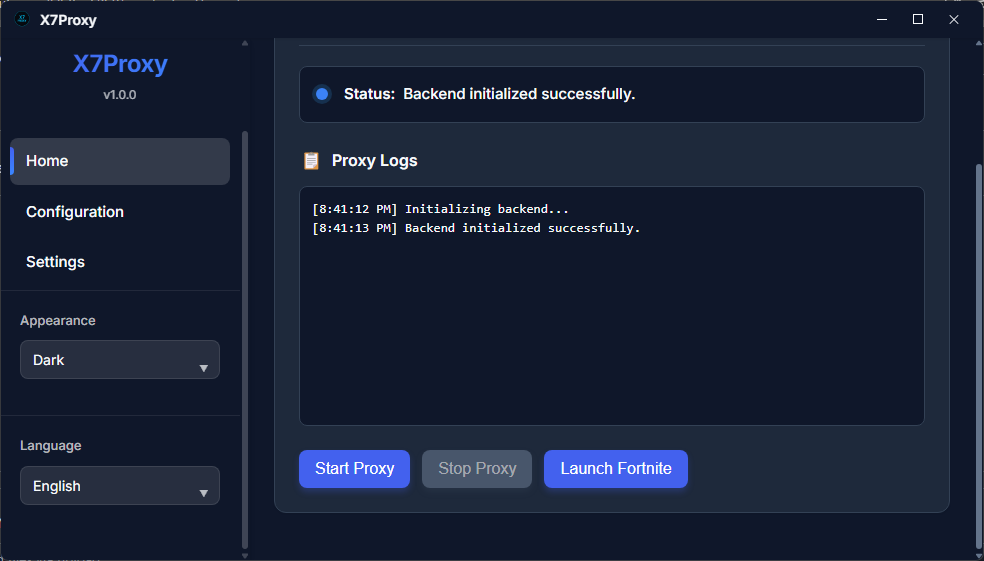 X7Proxy
X7Proxy
v1.0.0
Home
Configuration
Settings
Appearance
Dark
Language
English
Status: Backend initialized successfully.
Proxy Logs
[8:41:12 PM] Initializing backend...
[8:41:13 PM] Backend initialized successfully.
Start Proxy
Stop Proxy
Launch Fortnite